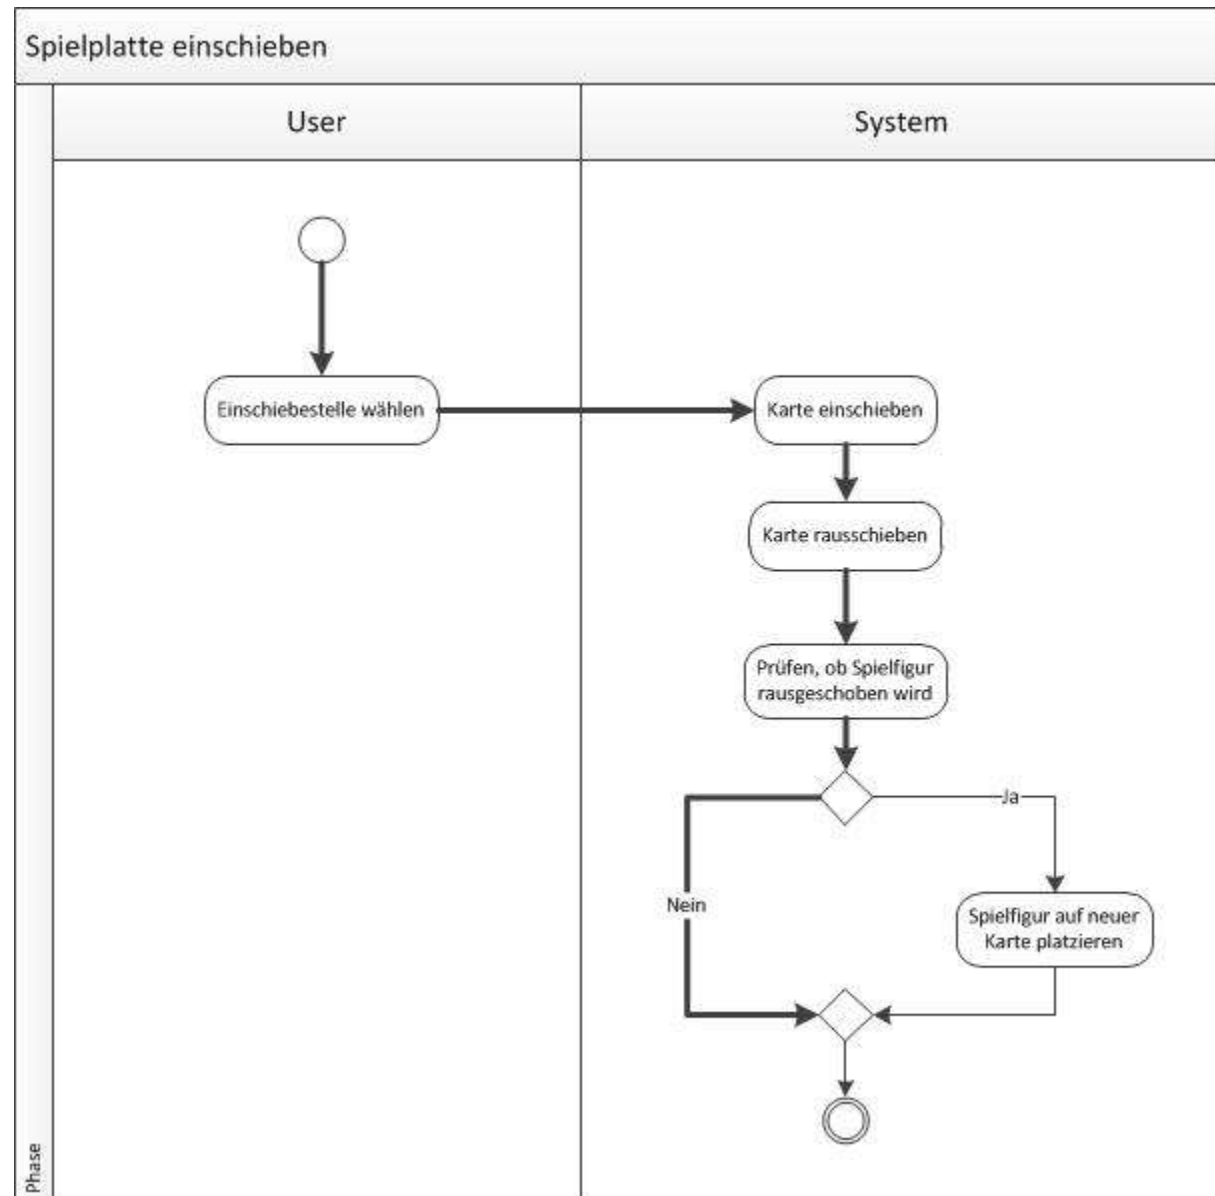 Spielplatte einschieben
User
System
Einschiebestelle wählen
Karte einschieben
Karte rausschieben
Prüfen, ob Spielfigur
rausgeschoben wird
Ja
Nein
Spielfigur auf neuer
Karte platzieren
Phase